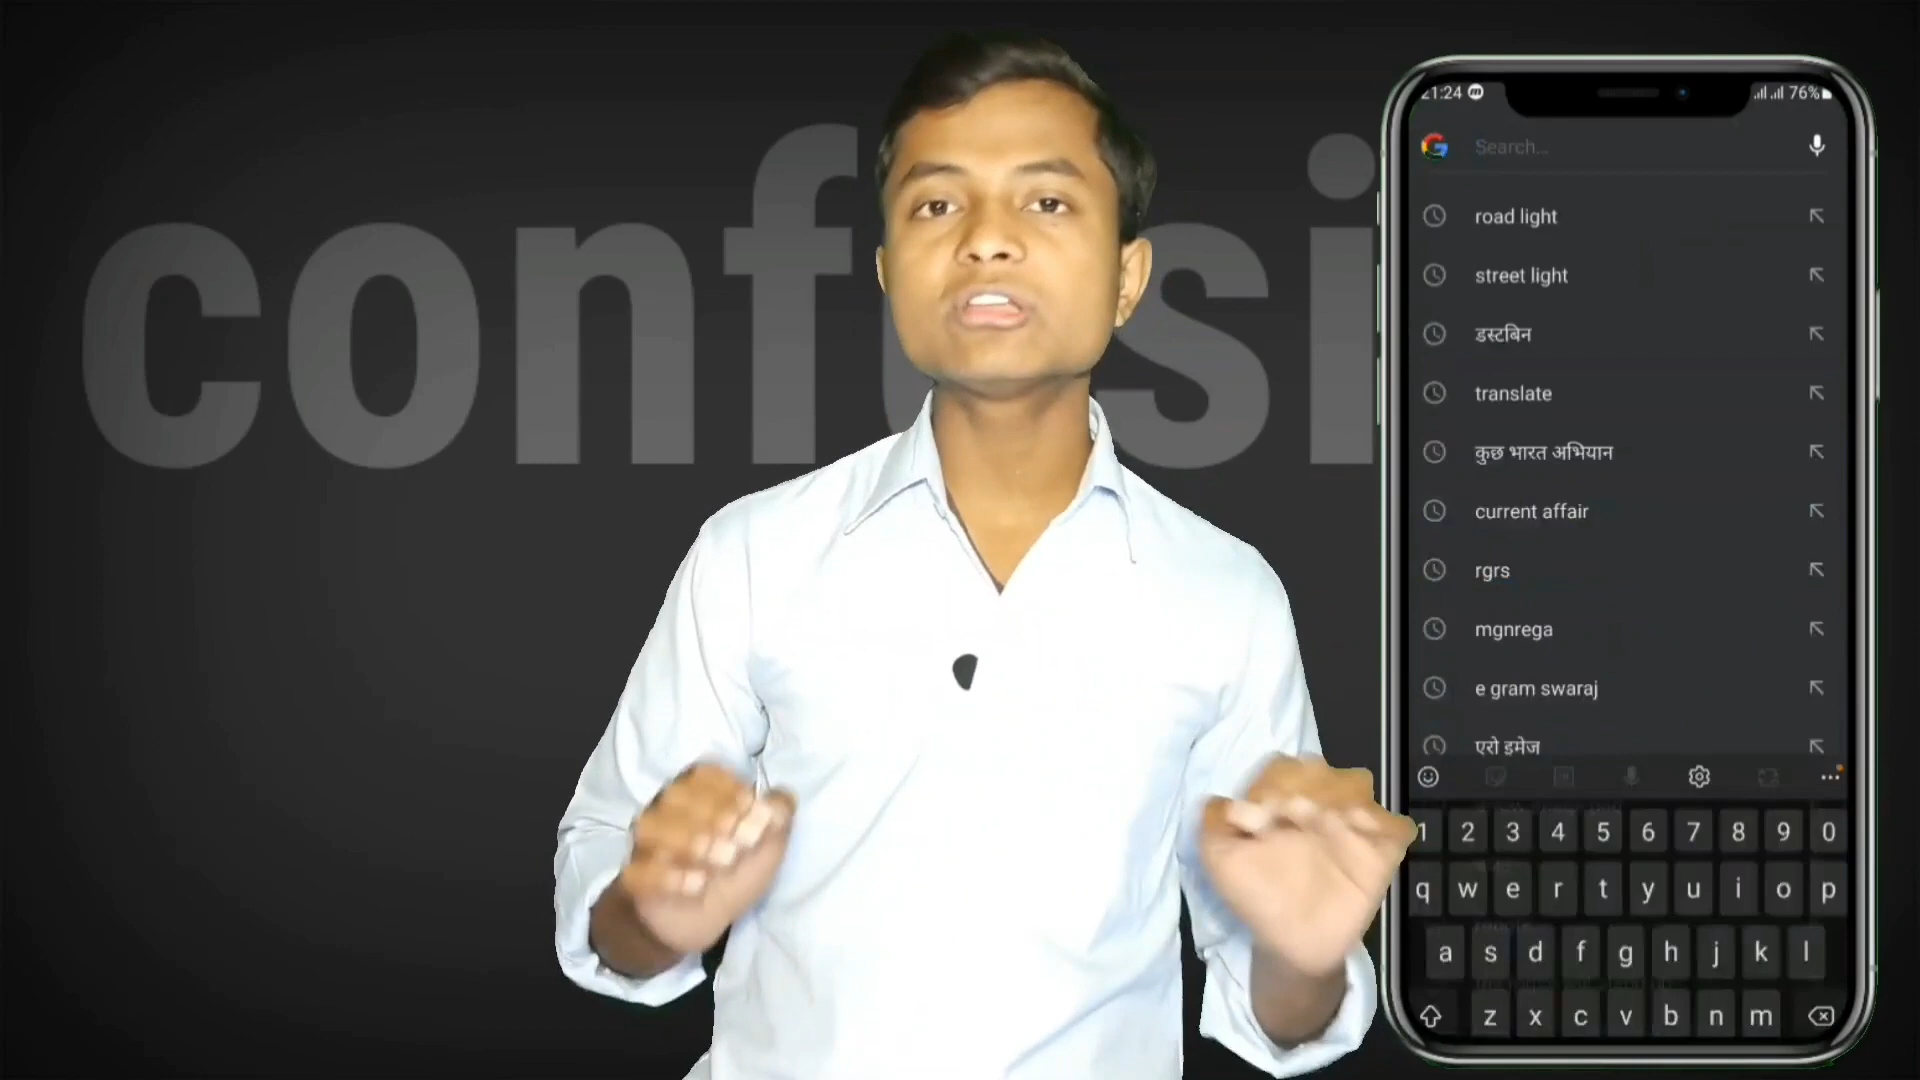 confusi
21:24 76%
Search...
road light
street light
डस्टबिन
translate
कुछ भारत अभियान
current affair
rgrs
mgnrega
e gram swaraj
एरो इमेज
1 2 3 4 5 6 7 8 9 0
q w e r t y u i o p
a s d f g h j k l
z x c v b n m